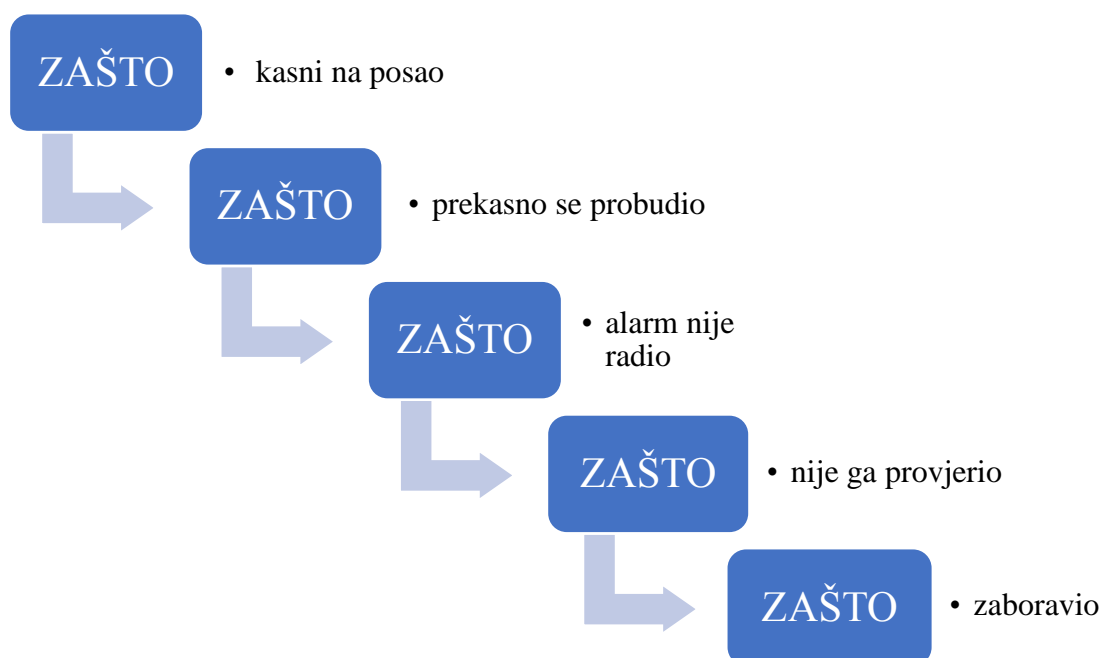 ZAŠTO
• kasni na posao
ZAŠTO
• prekasno se probudio
ZAŠTO
• alarm nije
radio
ZAŠTO
• nije ga provjerio
ZAŠTO
• zaboravio